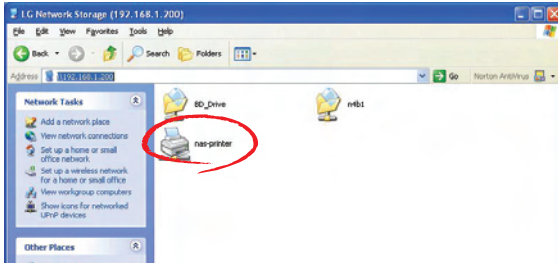 LG Network Storage (192.168.1.200)
File Edit View Favorites Tools Help
Back Search Folders
Address \\192.168.1.200 Go Norton AntiVirus
Network Tasks
Add a network place
View network connections
Set up a home or small
office network
Set up a wireless network
for a home or small office
View workgroup computers
Show icons for networked
UPnP devices
Other Places
BD_Drive
n4b1
nas-printer